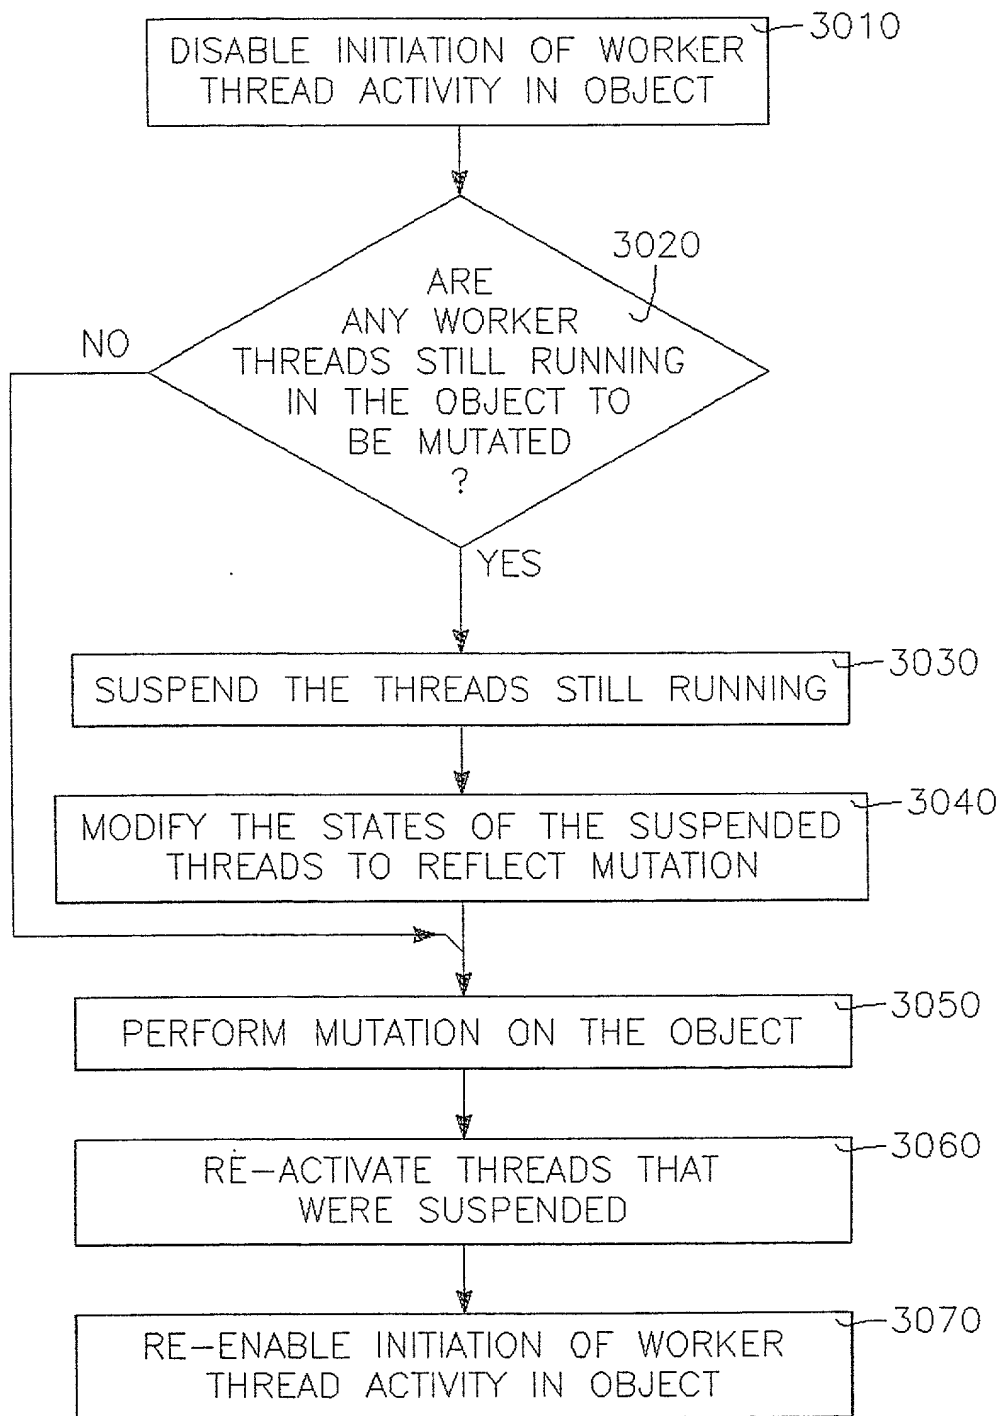 3010
DISABLE INITIATION OF WORKER
THREAD ACTIVITY IN OBJECT
3020
ARE
ANY WORKER
THREADS STILL RUNNING
IN THE OBJECT TO
BE MUTATED
?
NO
YES
3030
SUSPEND THE THREADS STILL RUNNING
3040
MODIFY THE STATES OF THE SUSPENDED
THREADS TO REFLECT MUTATION
3050
PERFORM MUTATION ON THE OBJECT
3060
RE-ACTIVATE THREADS THAT
WERE SUSPENDED
3070
RE-ENABLE INITIATION OF WORKER
THREAD ACTIVITY IN OBJECT